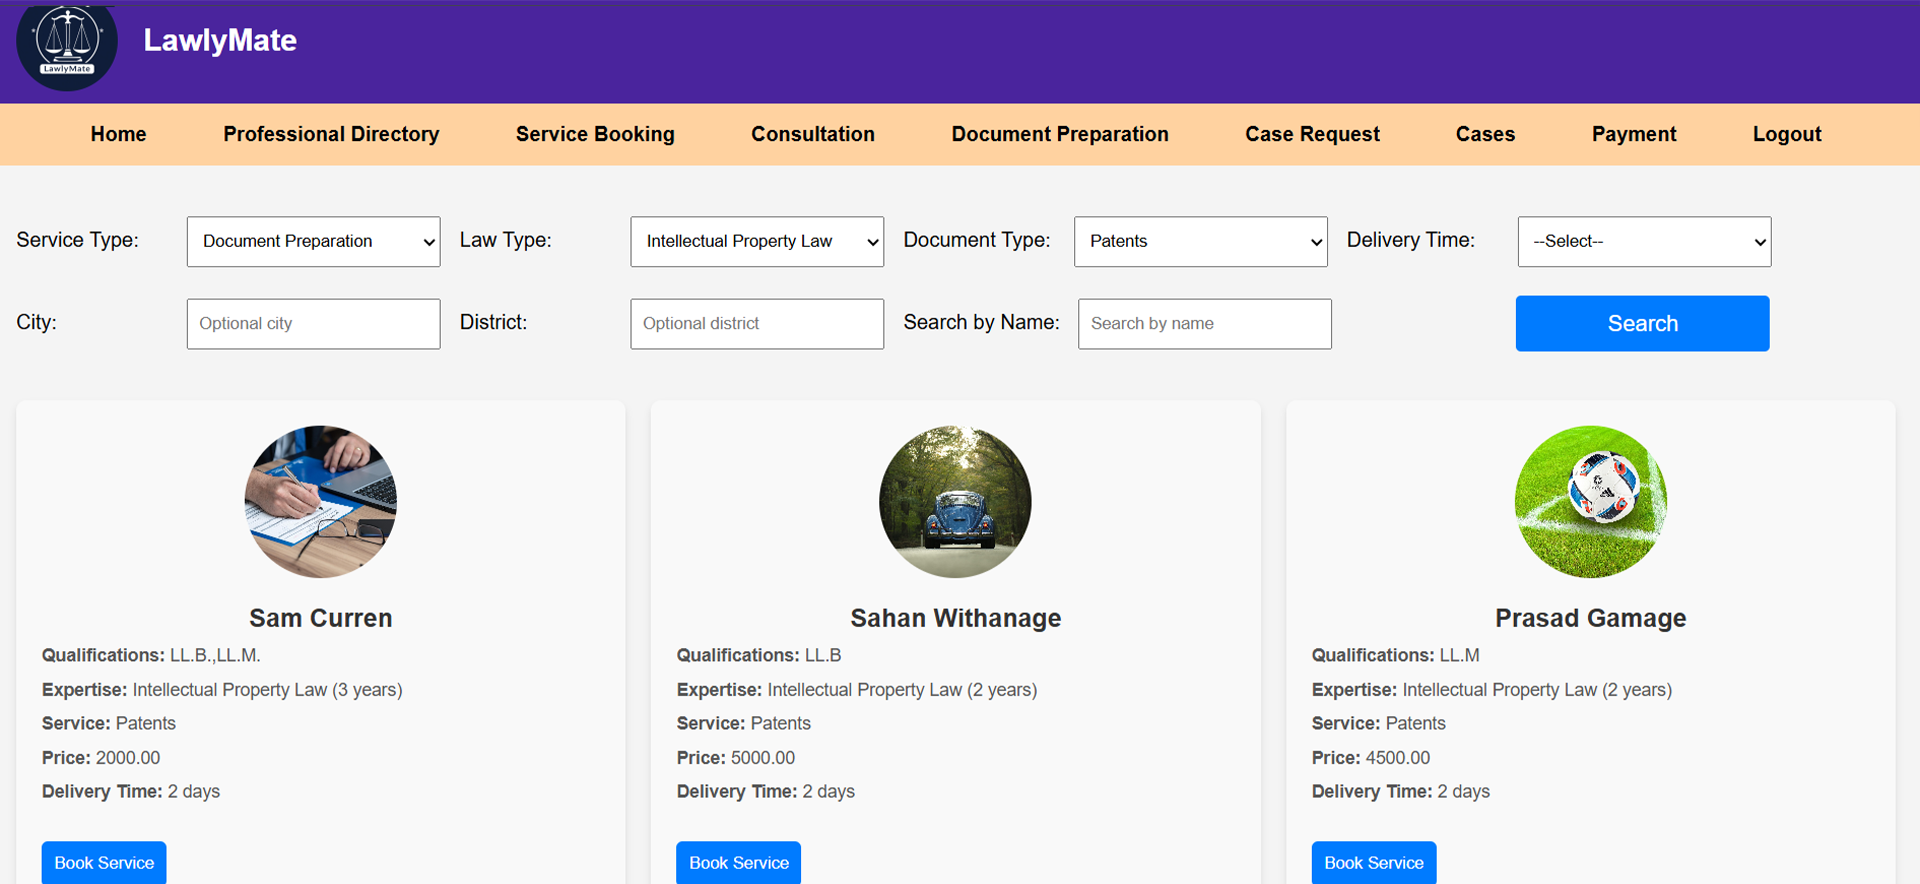 LawlyMate
LawlyMate
Home Professional Directory Service Booking Consultation Document Preparation Case Request Cases Payment Logout
Service Type: Document Preparation Law Type: Intellectual Property Law Document Type: Patents Delivery Time: --Select--
City: Optional city District: Optional district Search by Name: Search by name Search
Sam Curren
Qualifications: LL.B.,LL.M.
Expertise: Intellectual Property Law (3 years)
Service: Patents
Price: 2000.00
Delivery Time: 2 days
Book Service
Sahan Withanage
Qualifications: LL.B
Expertise: Intellectual Property Law (2 years)
Service: Patents
Price: 5000.00
Delivery Time: 2 days
Book Service
Prasad Gamage
Qualifications: LL.M
Expertise: Intellectual Property Law (2 years)
Service: Patents
Price: 4500.00
Delivery Time: 2 days
Book Service